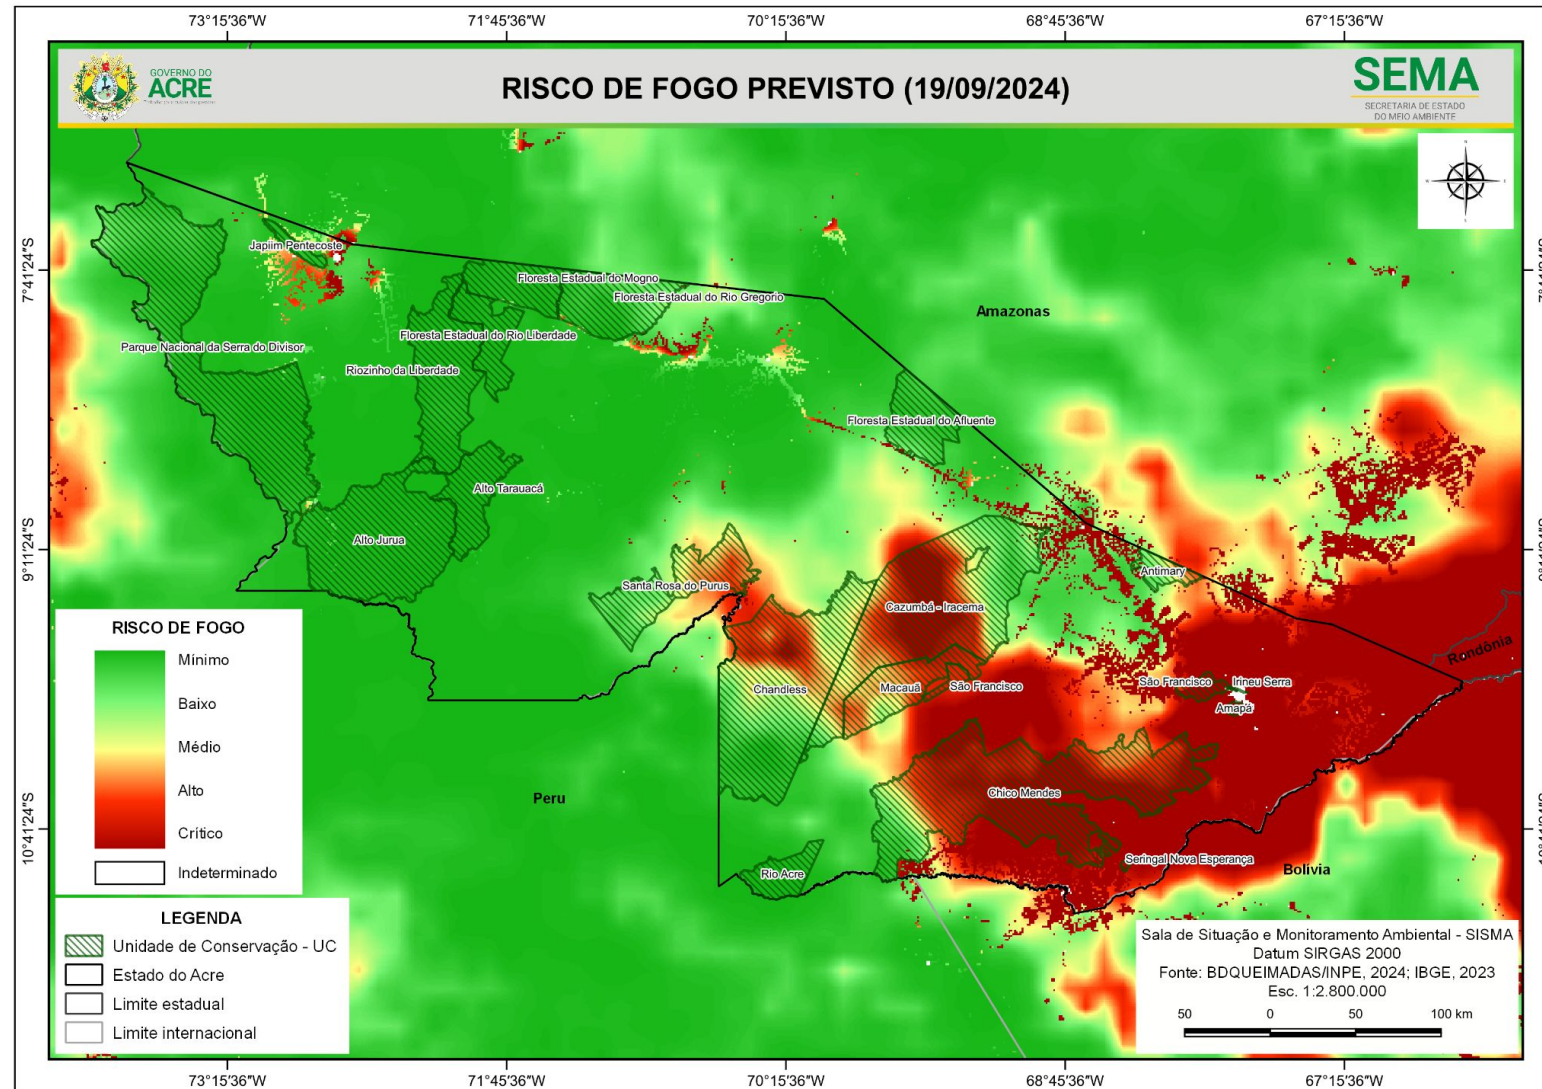 73°15'36"W
71°45'36"W
70°15'36"W
68°45'36"W
67°15'36"W
GOVERNO DO
ACRE
RISCO DE FOGO PREVISTO (19/09/2024)
SEMA
SECRETARIA DE ESTADO
DO MEIO AMBIENTE
7°41'24"S
9°11'24"S
10°41'24"S
Japiim Pentecoste
Floresta Estadual do Mogno
Floresta Estadual do Rio Gregorio
Amazonas
Floresta Estadual do Rio Liberdade
Parque Nacional da Serra do Divisor
Riozinho da Liberdade
Floresta Estadual do Afluente
Alto Tarauacá
Alto Jurua
Antimary
Santa Rosa do Purus
Cazumbá - Iracema
Rondônia
Chandless
Macauã
São Francisco
São Francisco
Irineu Serra
Amapá
Peru
Chico Mendes
Seringal Nova Esperança
Rio Acre
Bolivia
RISCO DE FOGO
Mínimo
Baixo
Médio
Alto
Crítico
Indeterminado
LEGENDA
Unidade de Conservação - UC
Estado do Acre
Limite estadual
Limite internacional
Sala de Situação e Monitoramento Ambiental - SISMA
Datum SIRGAS 2000
Fonte: BDQUEIMADAS/INPE, 2024; IBGE, 2023
Esc. 1:2.800.000
50 0 50 100 km
73°15'36"W
71°45'36"W
70°15'36"W
68°45'36"W
67°15'36"W